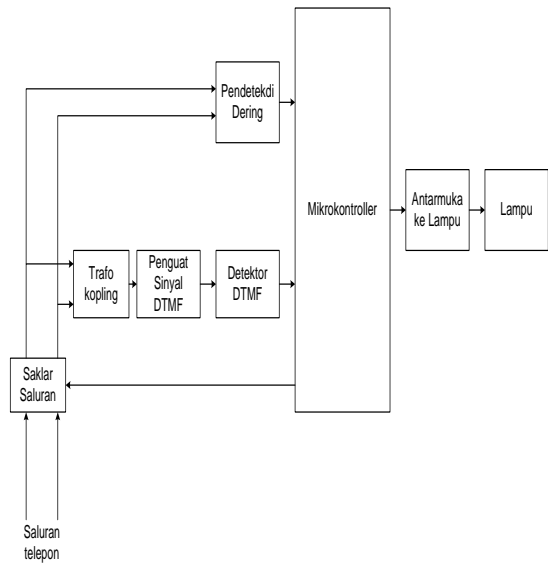 Pendetekdi
Dering
Mikrokontroller
Antarmuka
ke Lampu
Lampu
Trafo
kopling
Penguat
Sinyal
DTMF
Detektor
DTMF
Saklar
Saluran
Saluran
telepon